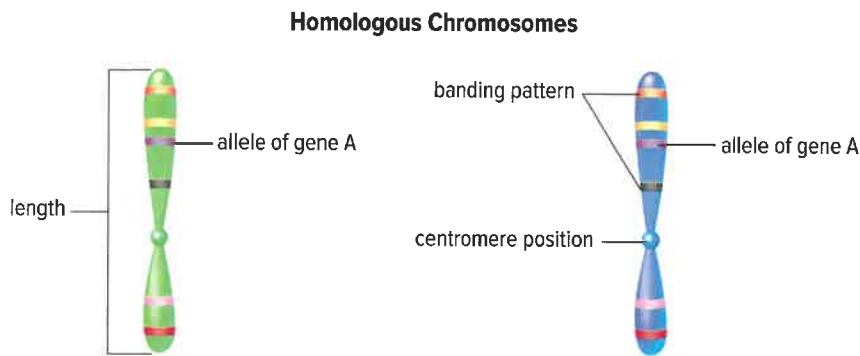 Homologous Chromosomes
banding pattern
allele of gene A
allele of gene A
length
centromere position